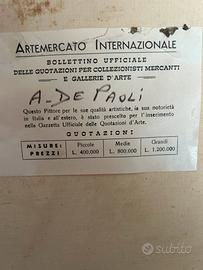 ARTEMERCATO INTERNAZIONALE
BOLLETTINO UFFICIALE
DELLE QUOTAZIONI PER COLLEZIONISTI MERCANTI
E GALLERIE D'ARTE
A. DE PAOLI
Questo Pittore per le sue qualità artistiche, la sua notorietà
in Italia e all'estero, è stato prescelto per l'inserimento
nella Gazzetta Ufficiale delle Quotazioni d'Arte.
QUOTAZIONI
MISURE: Piccole Medie Grandi
PREZZI L. 400.000 L. 800.000 L. 1.200.000
subito